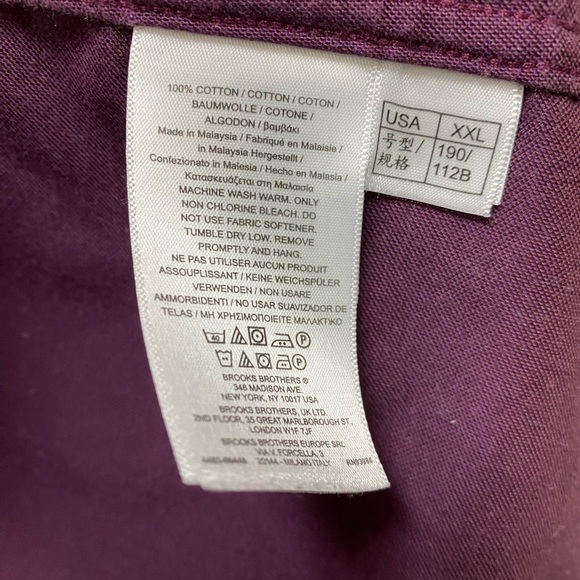 100% COTTON / COTTON / COTON /
BAUMWOLLE / COTONE /
ALGODON / βαμβάκι
Made in Malaysia / Fabriqué en Malaisie /
in Malaysia Hergestellt /
Confezionato in Malesia / Hecho en Malasia /
Κατασκευάζεται στη Μαλασία
MACHINE WASH WARM. ONLY
NON CHLORINE BLEACH. DO
NOT USE FABRIC SOFTENER.
TUMBLE DRY LOW. REMOVE
PROMPTLY AND HANG.
NE PAS UTILISER AUCUN PRODUIT
ASSOUPLISSANT / KEINE WEICHSPÜLER
VERWENDEN / NON USARE
AMMORBIDENTI / NO USAR SUAVIZADOR DE
TELAS / ΜΗ ΧΡΗΣΙΜΟΠΟΙΕΙΤΕ ΜΑΛΑΚΤΙΚΟ
40 P
P
BROOKS BROTHERS ®
346 MADISON AVE.
NEW YORK, NY 10017 USA
BROOKS BROTHERS, UK LTD.
2ND FLOOR, 35 GREAT MARLBOROUGH ST.
LONDON W1F 7JF
BROOKS BROTHERS EUROPE SRL
VIA V. FORCELLA, 3
20144 - MILANO ITALY
USA XXL
号型/规格 190/112B